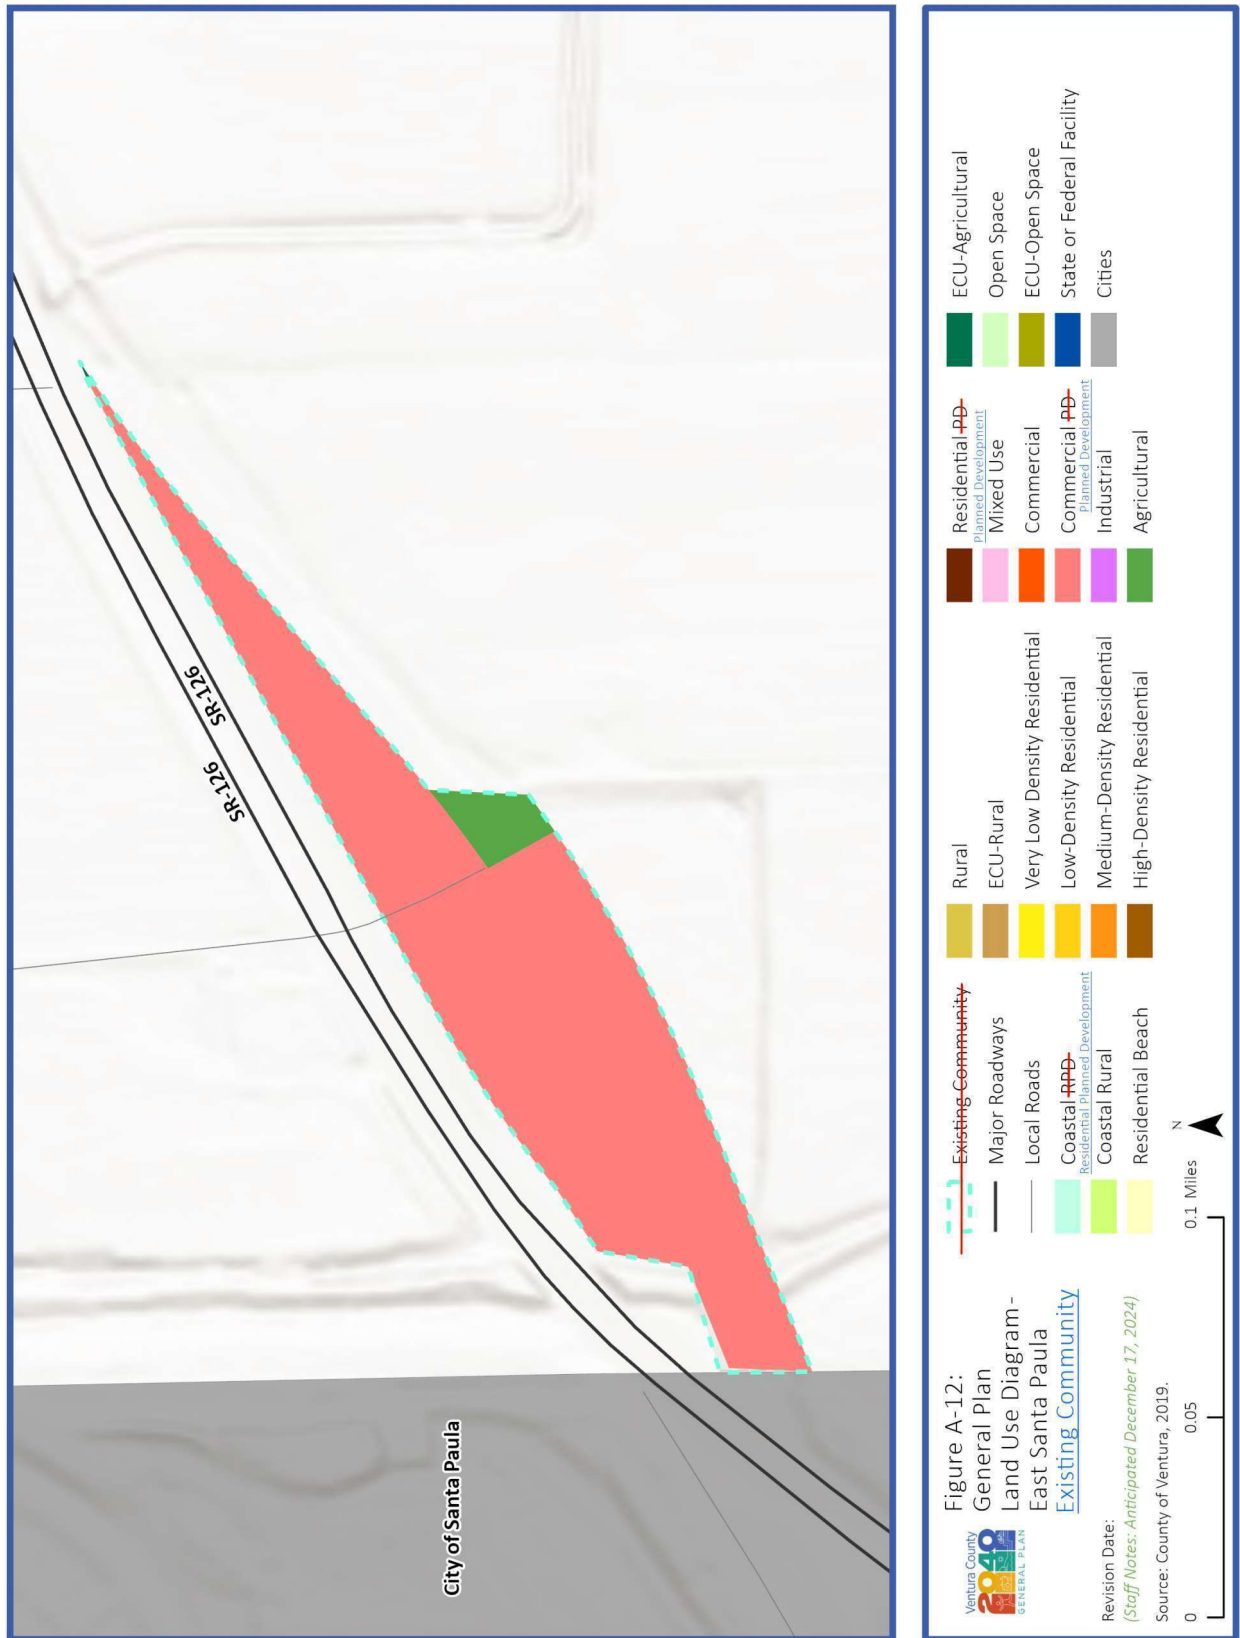 City of Santa Paula
SR-126
SR-126
Ventura County
2040
GENERAL PLAN
Figure A-12:
General Plan
Land Use Diagram -
East Santa Paula
Existing Community
Revision Date:
(Staff Notes: Anticipated December 17, 2024)
Source: County of Ventura, 2019.
0 0.05 0.1 Miles
N
Existing Community
Major Roadways
Local Roads
Coastal RPD
Residential Planned Development
Coastal Rural
Residential Beach
Rural
ECU-Rural
Very Low Density Residential
Low-Density Residential
Medium-Density Residential
High-Density Residential
Residential PD
Planned Development
Mixed Use
Commercial
Commercial PD
Planned Development
Industrial
Agricultural
ECU-Agricultural
Open Space
ECU-Open Space
State or Federal Facility
Cities